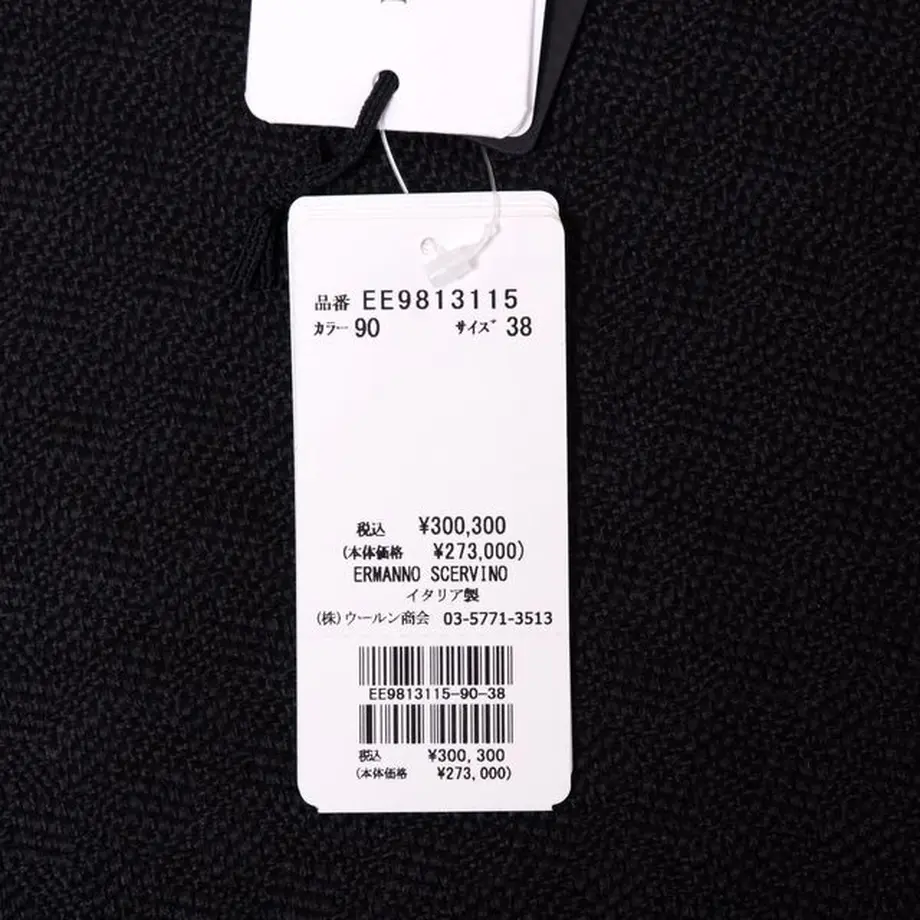 品番 EE9813115
カラー 90 サイズ 38
税込 ¥300,300
(本体価格 ¥273,000)
ERMANNO SCERVINO
イタリア製
(株)ウールン商会 03-5771-3513
EE9813115-90-38
税込 ¥300,300
(本体価格 ¥273,000)